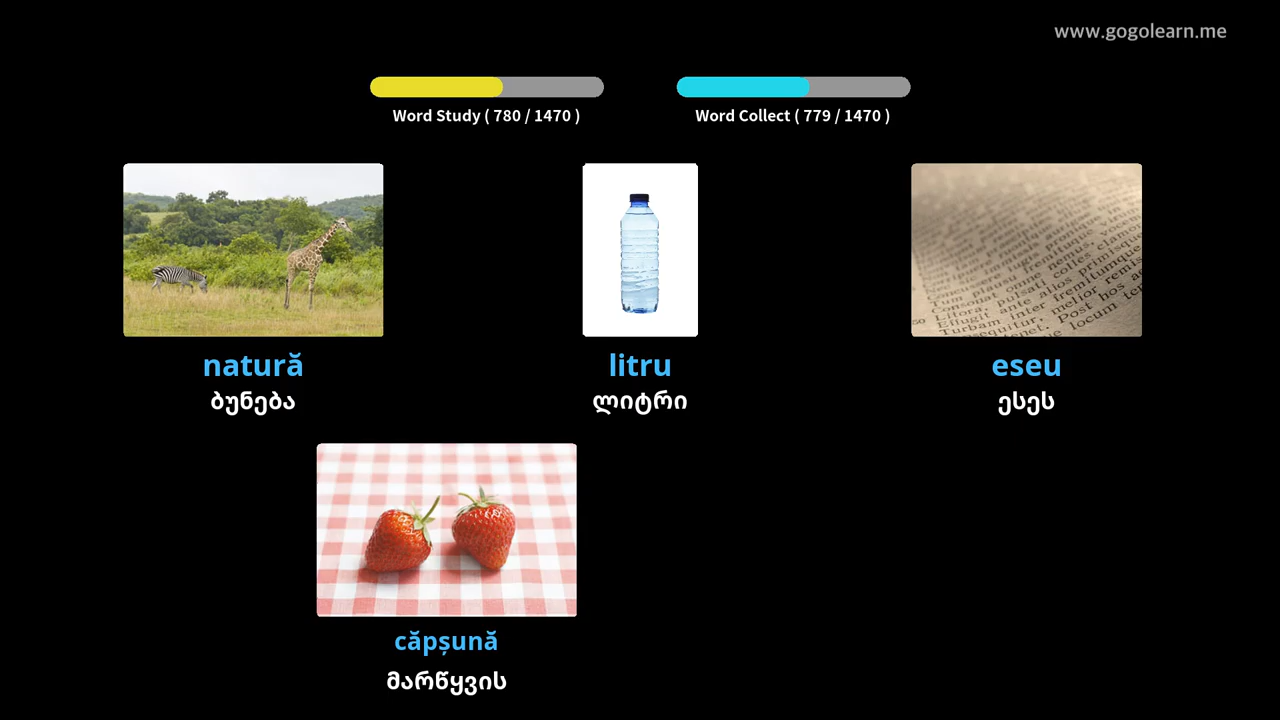 www.gogolearn.me
Word Study ( 780 / 1470 )
Word Collect ( 779 / 1470 )
natură
ბუნება
litru
ლიტრი
eseu
ესეს
căpșună
მარწყვის